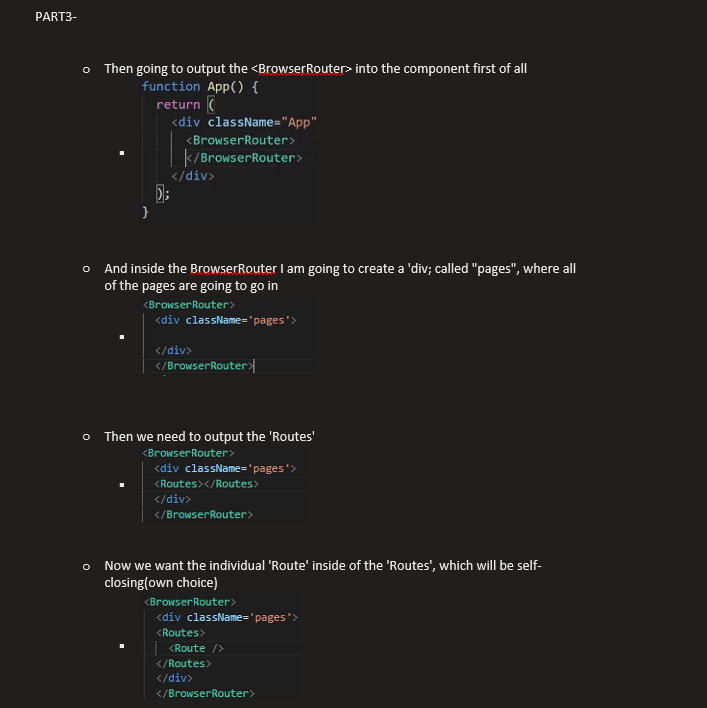 PART3-
Then going to output the <BrowserRouter> into the component first of all
function App() {
return (
<div className="App"
<BrowserRouter>
</BrowserRouter>
</div>
);
}
And inside the BrowserRouter I am going to create a 'div; called "pages", where all
of the pages are going to go in
<BrowserRouter>
<div className='pages'>
</div>
</BrowserRouter>
Then we need to output the 'Routes'
<BrowserRouter>
<div className='pages'>
<Routes></Routes>
</div>
</BrowserRouter>
Now we want the individual 'Route' inside of the 'Routes', which will be self-
closing(own choice)
<BrowserRouter>
<div className='pages'>
<Routes>
<Route />
</Routes>
</div>
</BrowserRouter>